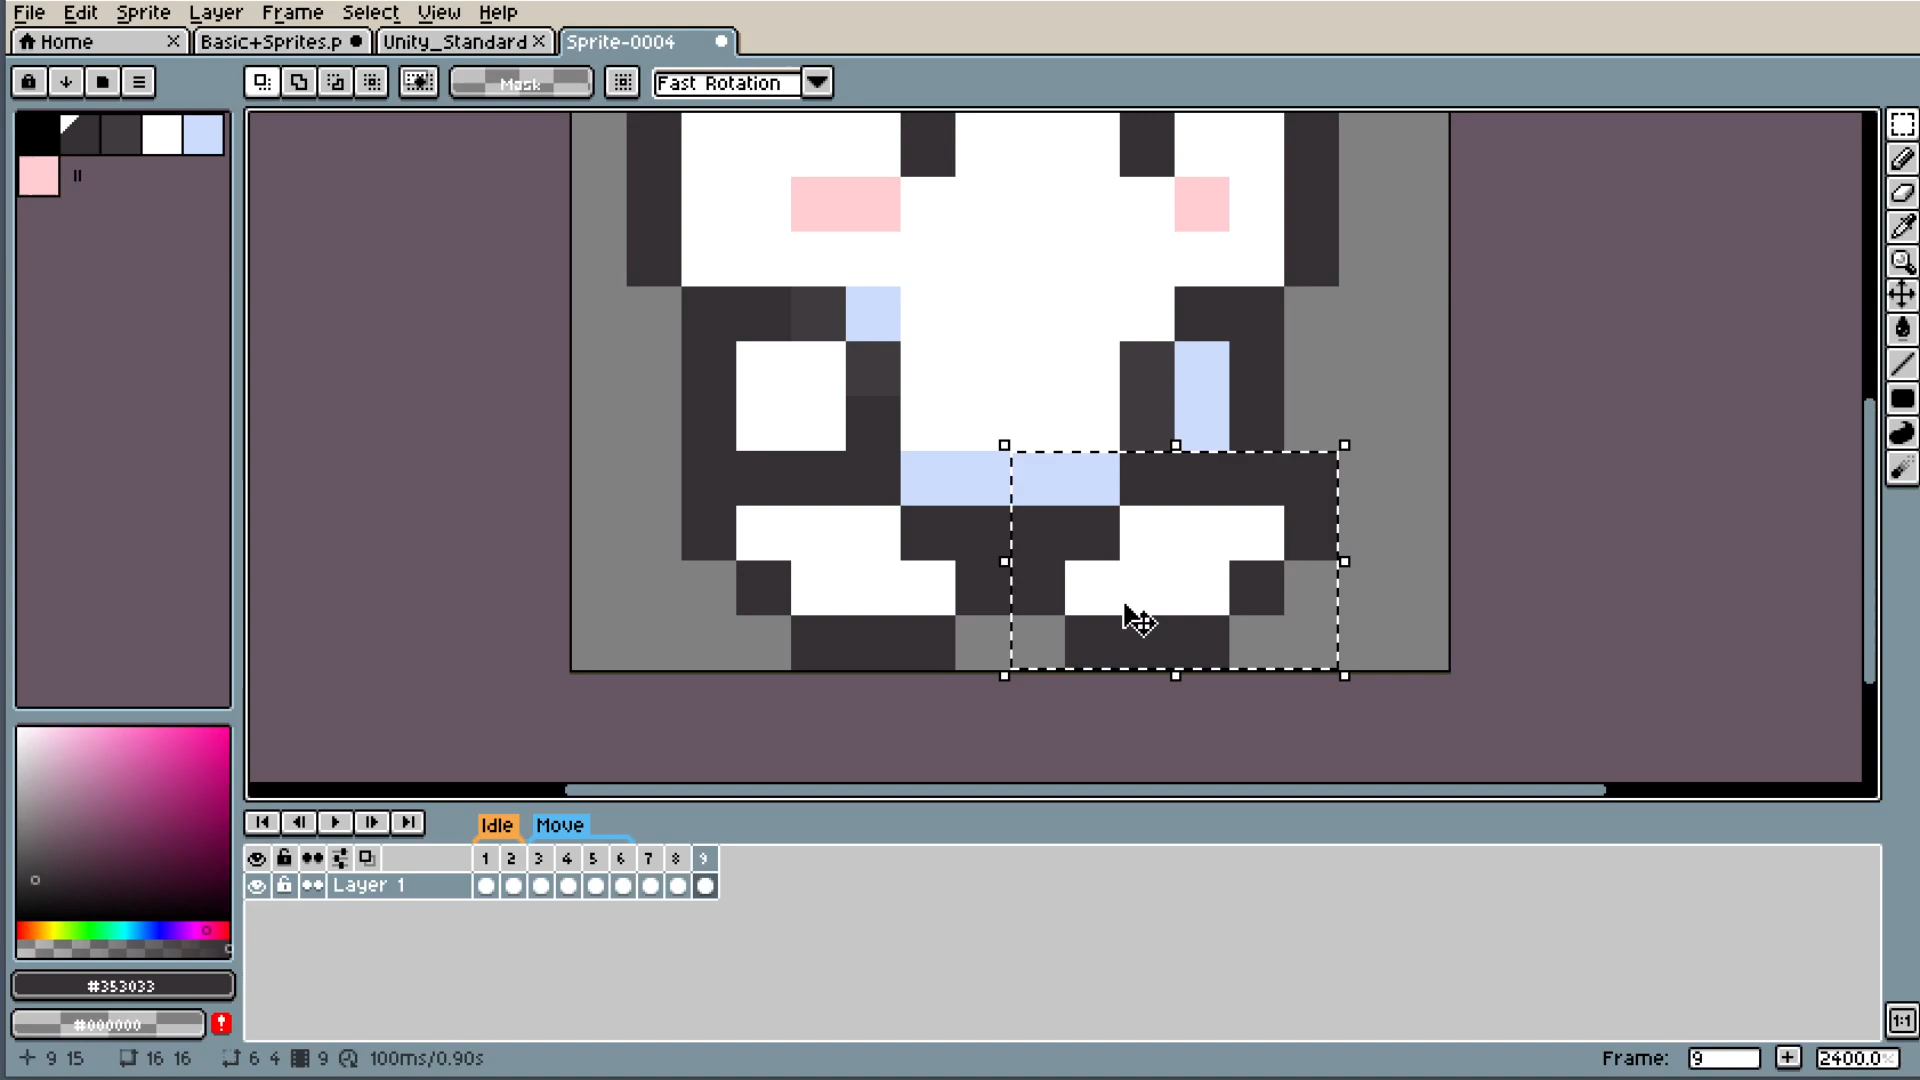 File Edit Sprite Layer Frame Select View Help
Home Basic+Sprites.p Unity_Standard Sprite-0004
Mask Fast Rotation
Idle Move
1 2 3 4 5 6 7 8 9
Layer 1
#353033
#000000
9 15 16 16 6 4 9 100ms/0.90s Frame: 9 2400.0
1:1